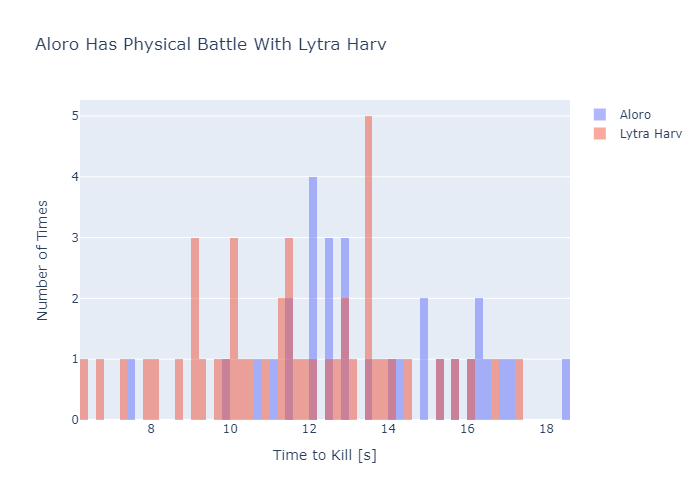 Aloro Has Physical Battle With Lytra Harv
Aloro
Lytra Harv
Number of Times
5
4
3
2
1
0
8 10 12 14 16 18
Time to Kill [s]